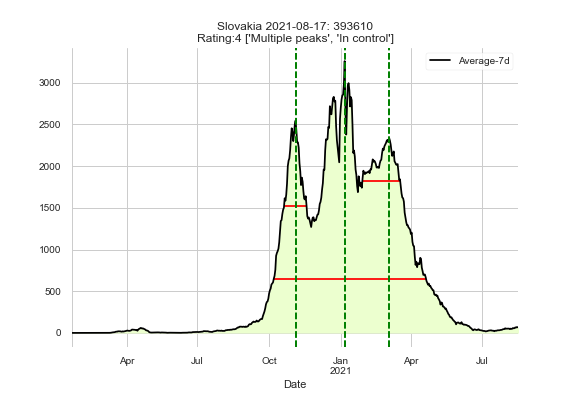 Slovakia 2021-08-17: 393610
Rating:4 ['Multiple peaks', 'In control']
Average-7d
3000
2500
2000
1500
1000
500
0
Apr Jul Oct Jan Apr Jul
2021
Date